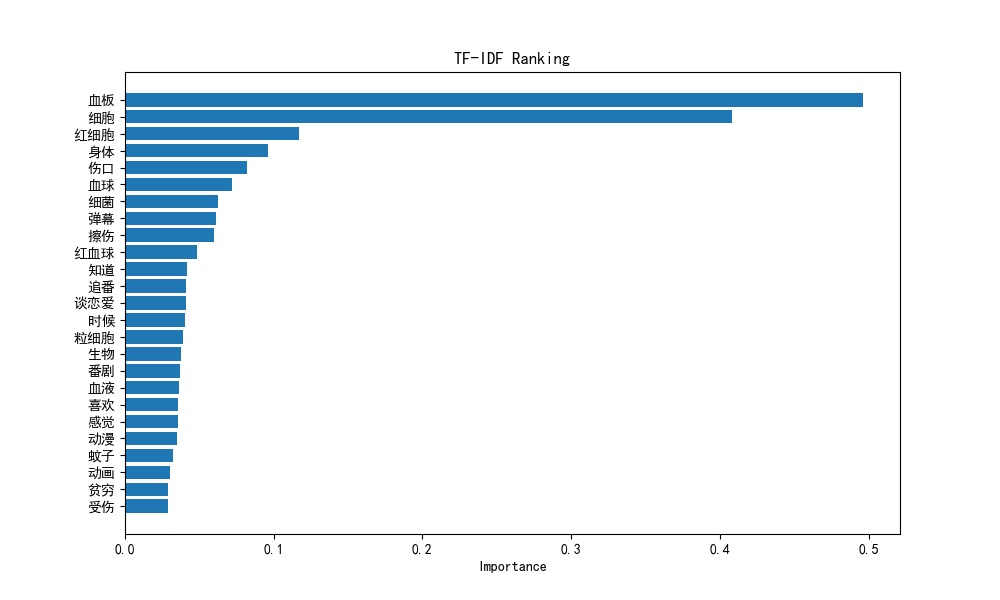 TF-IDF Ranking
血板
细胞
红细胞
身体
伤口
血球
细菌
弹幕
擦伤
红血球
知道
追番
谈恋爱
时候
粒细胞
生物
番剧
血液
喜欢
感觉
动漫
蚊子
动画
贫穷
受伤
0.0 0.1 0.2 0.3 0.4 0.5
Importance